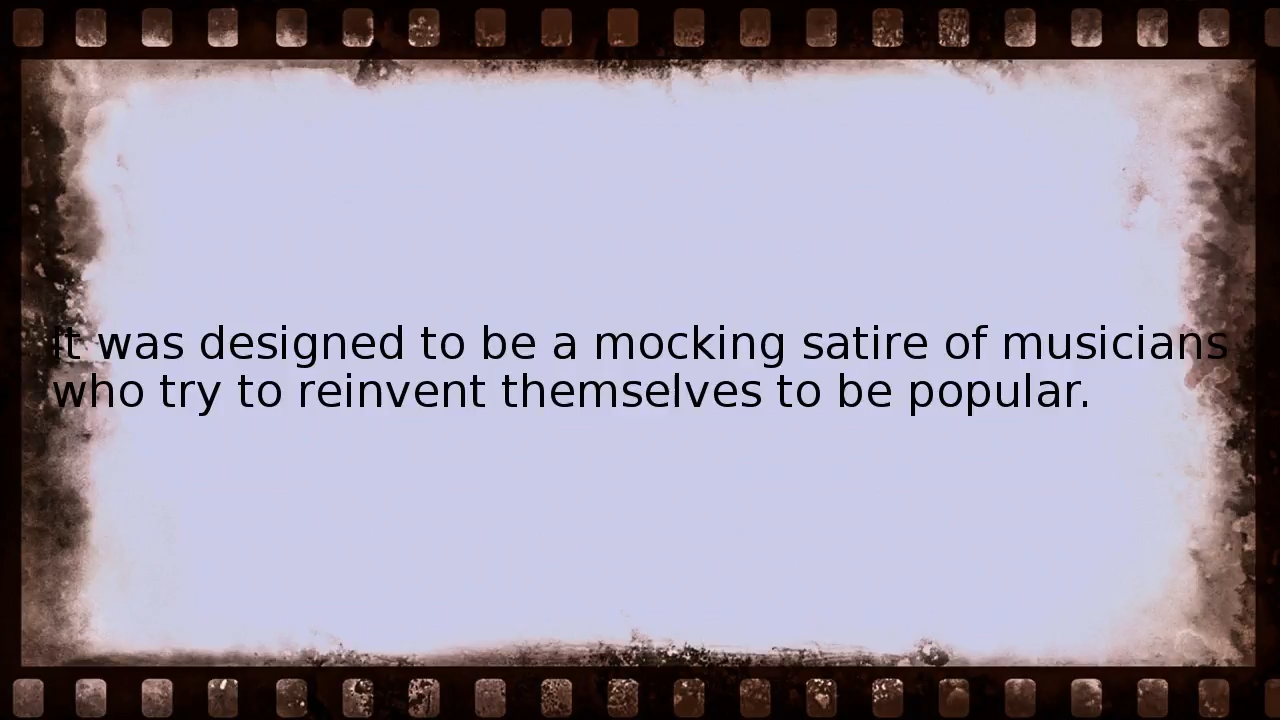 It was designed to be a mocking satire of musicians
who try to reinvent themselves to be popular.